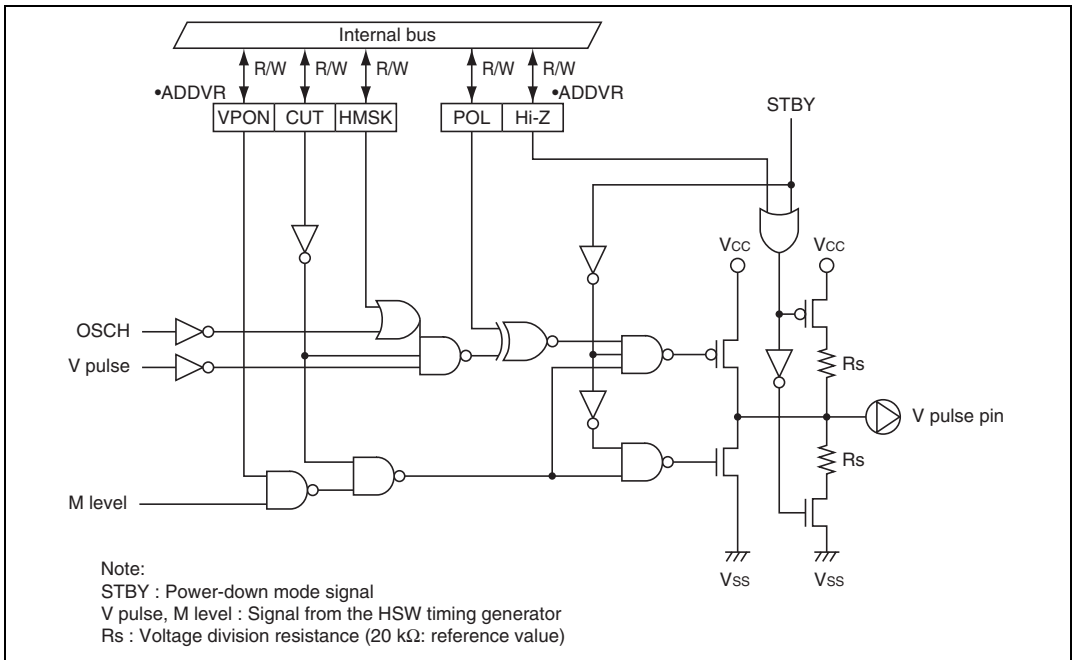 Internal bus
R/W R/W R/W R/W R/W
•ADDVR •ADDVR
VPON CUT HMSK POL Hi-Z
STBY
VCC VCC
OSCH
V pulse
Rs
V pulse pin
Rs
M level
VSS VSS
Note:
STBY : Power-down mode signal
V pulse, M level : Signal from the HSW timing generator
Rs : Voltage division resistance (20 kΩ: reference value)